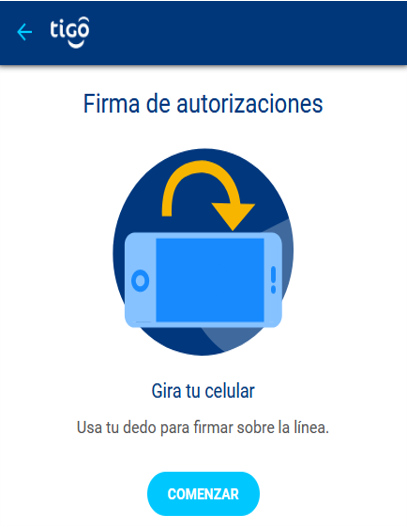 tigo
Firma de autorizaciones
Gira tu celular
Usa tu dedo para firmar sobre la línea.
COMENZAR